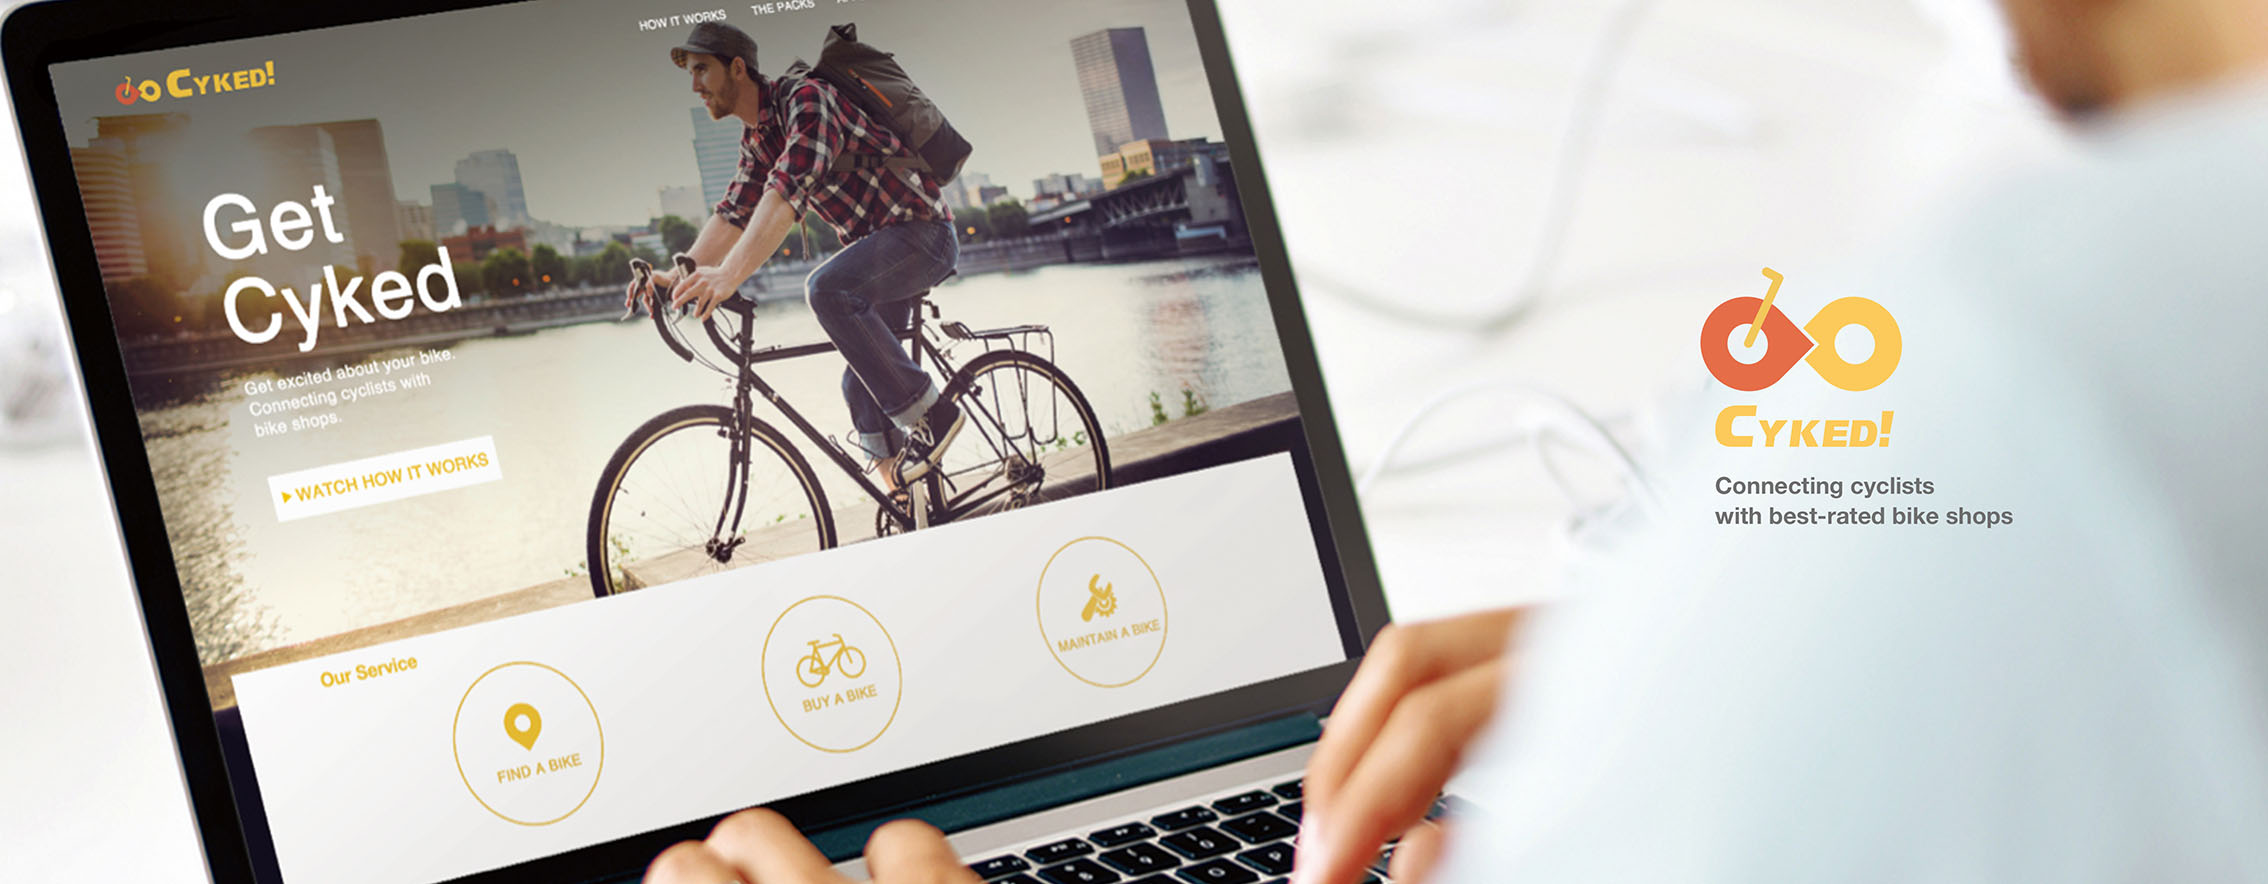 HOW IT WORKS
THE PACKS
CYKED!
Get
Cyked
Get excited about your bike.
Connecting cyclists with
bike shops.
WATCH HOW IT WORKS
Our Service
FIND A BIKE
BUY A BIKE
MAINTAIN A BIKE
CYKED!
Connecting cyclists
with best-rated bike shops